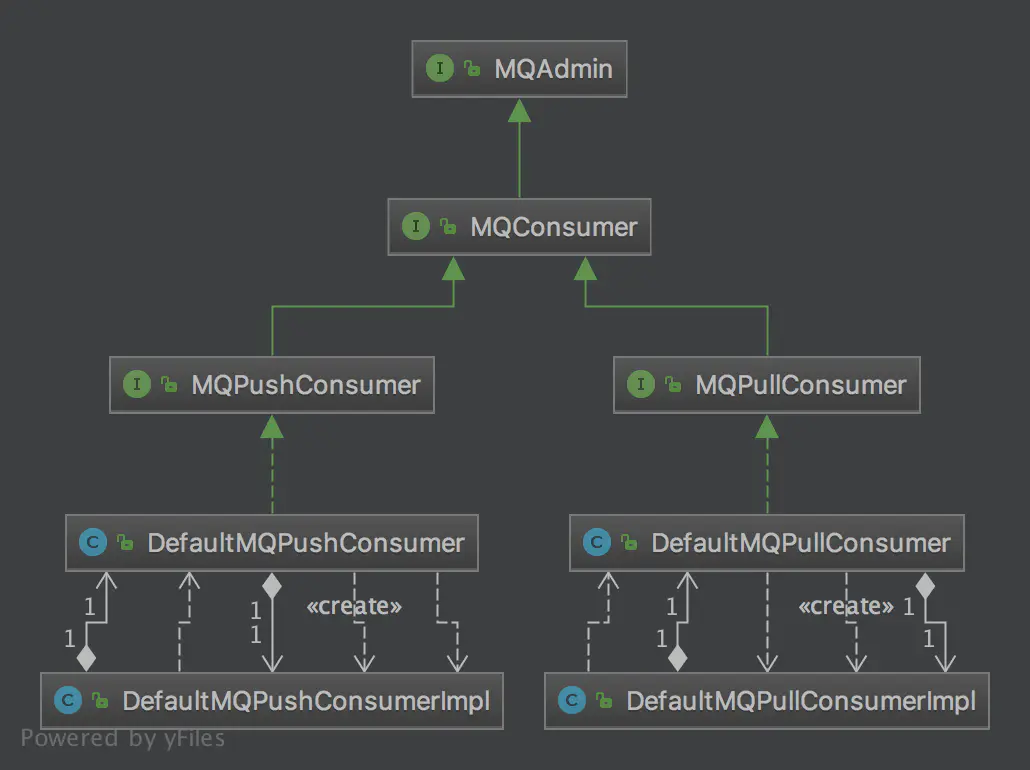 I MQAdmin
I MQConsumer
I MQPushConsumer
I MQPullConsumer
C DefaultMQPushConsumer
C DefaultMQPullConsumer
1 1 «create» 1 «create» 1
1 1 1 1
C DefaultMQPushConsumerImpl
C DefaultMQPullConsumerImpl
Powered by yFiles